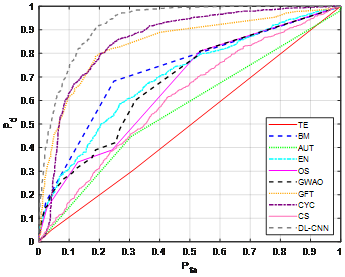 1
0.9
0.8
0.7
0.6
0.5
0.4
0.3
0.2
0.1
0
Pd
TE
BM
AUT
EN
OS
GWAO
GFT
CYC
CS
DL-CNN
0 0.1 0.2 0.3 0.4 0.5 0.6 0.7 0.8 0.9 1
Pfa